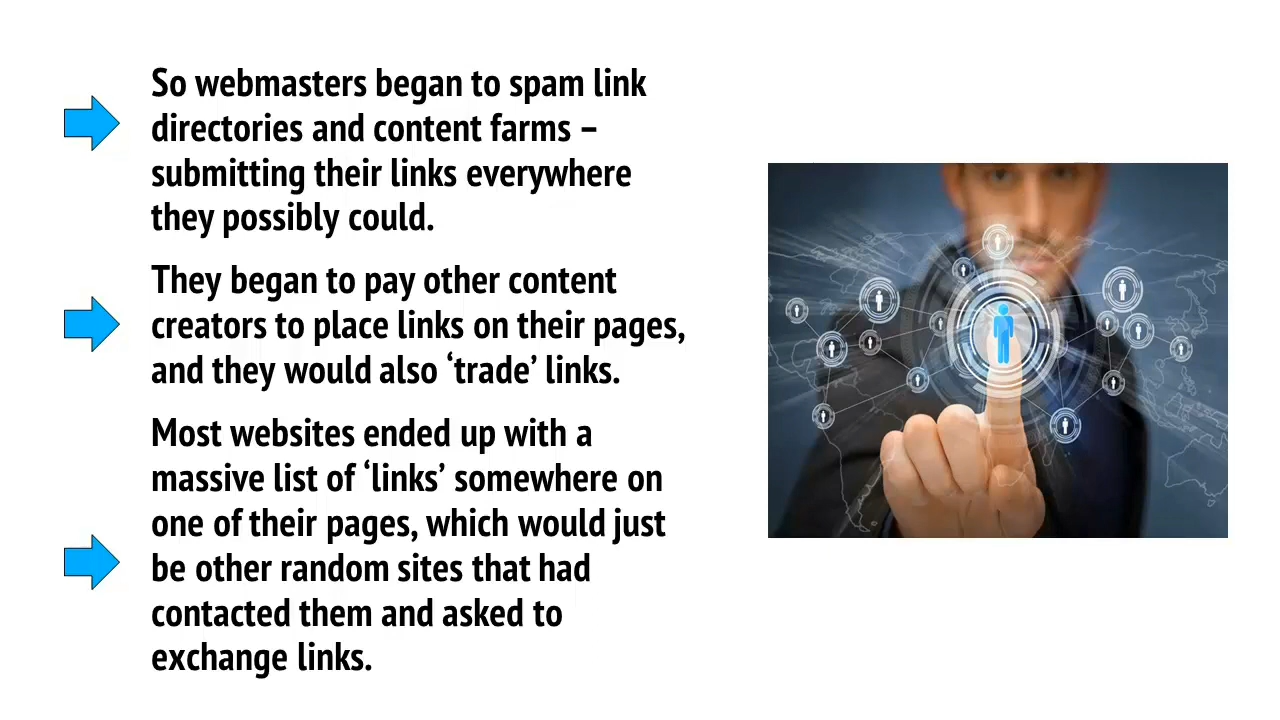 So webmasters began to spam link
directories and content farms –
submitting their links everywhere
they possibly could.
They began to pay other content
creators to place links on their pages,
and they would also ‘trade’ links.
Most websites ended up with a
massive list of ‘links’ somewhere on
one of their pages, which would just
be other random sites that had
contacted them and asked to
exchange links.